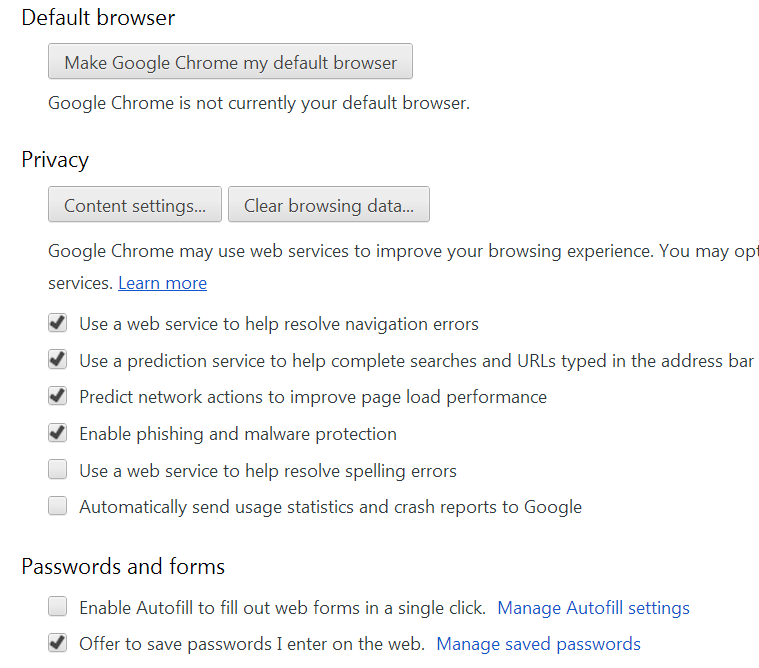 Default browser
Make Google Chrome my default browser
Google Chrome is not currently your default browser.
Privacy
Content settings... Clear browsing data...
Google Chrome may use web services to improve your browsing experience. You may opt
services. Learn more
Use a web service to help resolve navigation errors
Use a prediction service to help complete searches and URLs typed in the address bar
Predict network actions to improve page load performance
Enable phishing and malware protection
Use a web service to help resolve spelling errors
Automatically send usage statistics and crash reports to Google
Passwords and forms
Enable Autofill to fill out web forms in a single click. Manage Autofill settings
Offer to save passwords I enter on the web. Manage saved passwords